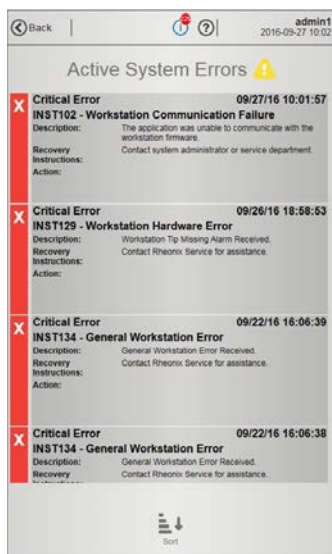 Back
admin1
2016-09-27 10:02
Active System Errors
X Critical Error 09/27/16 10:01:57
INST102 - Workstation Communication Failure
Description: The application was unable to communicate with the
workstation firmware.
Recovery Contact system administrator or service department.
Instructions:
Action:
X Critical Error 09/26/16 18:58:53
INST129 - Workstation Hardware Error
Description: Workstation Tip Missing Alarm Received.
Recovery Contact Rheonix Service for assistance.
Instructions:
Action:
X Critical Error 09/22/16 16:06:39
INST134 - General Workstation Error
Description: General Workstation Error Received.
Recovery Contact Rheonix Service for assistance.
Instructions:
Action:
X Critical Error 09/22/16 16:06:38
INST134 - General Workstation Error
Description: General Workstation Error Received.
Recovery Contact Rheonix Service for assistance.
Sort